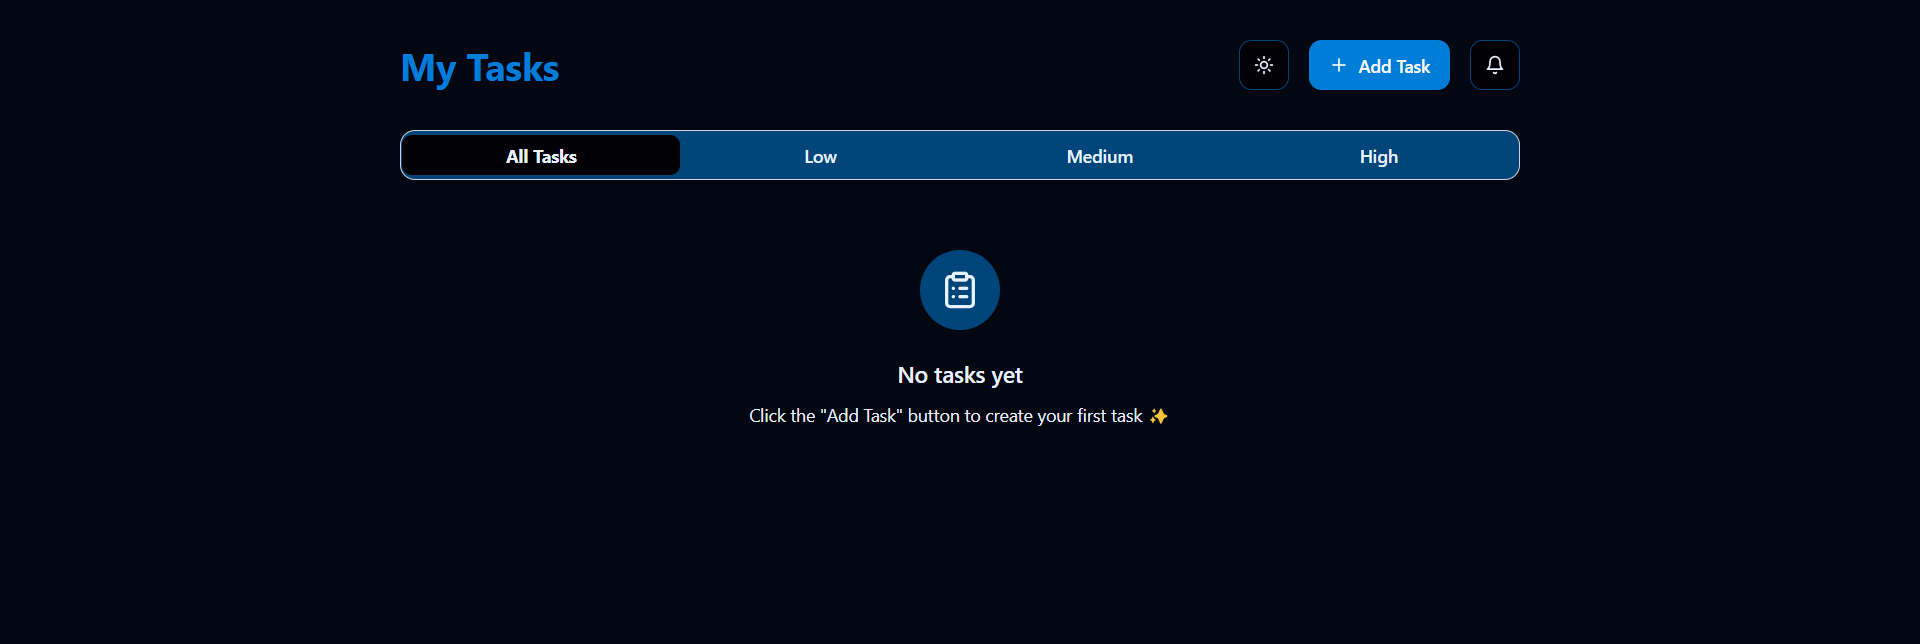 My Tasks
Add Task
All Tasks
Low
Medium
High
No tasks yet
Click the "Add Task" button to create your first task ✨